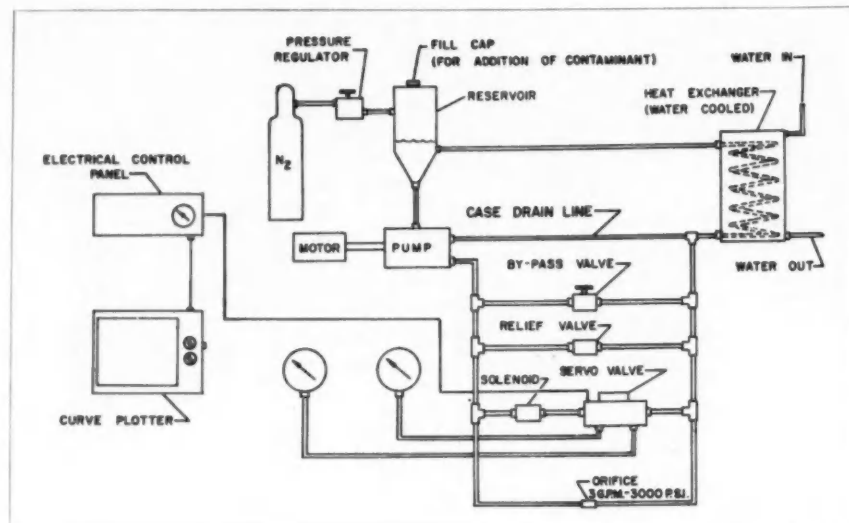 PRESSURE
REGULATOR
FILL CAP
(FOR ADDITION OF CONTAMINANT)
RESERVOIR
WATER IN
HEAT EXCHANGER
(WATER COOLED)
N2
ELECTRICAL CONTROL
PANEL
CASE DRAIN LINE
MOTOR
PUMP
WATER OUT
BY-PASS VALVE
RELIEF VALVE
SOLENOID
SERVO VALVE
CURVE PLOTTER
ORIFICE
3 G.P.M.-3000 P.S.I.